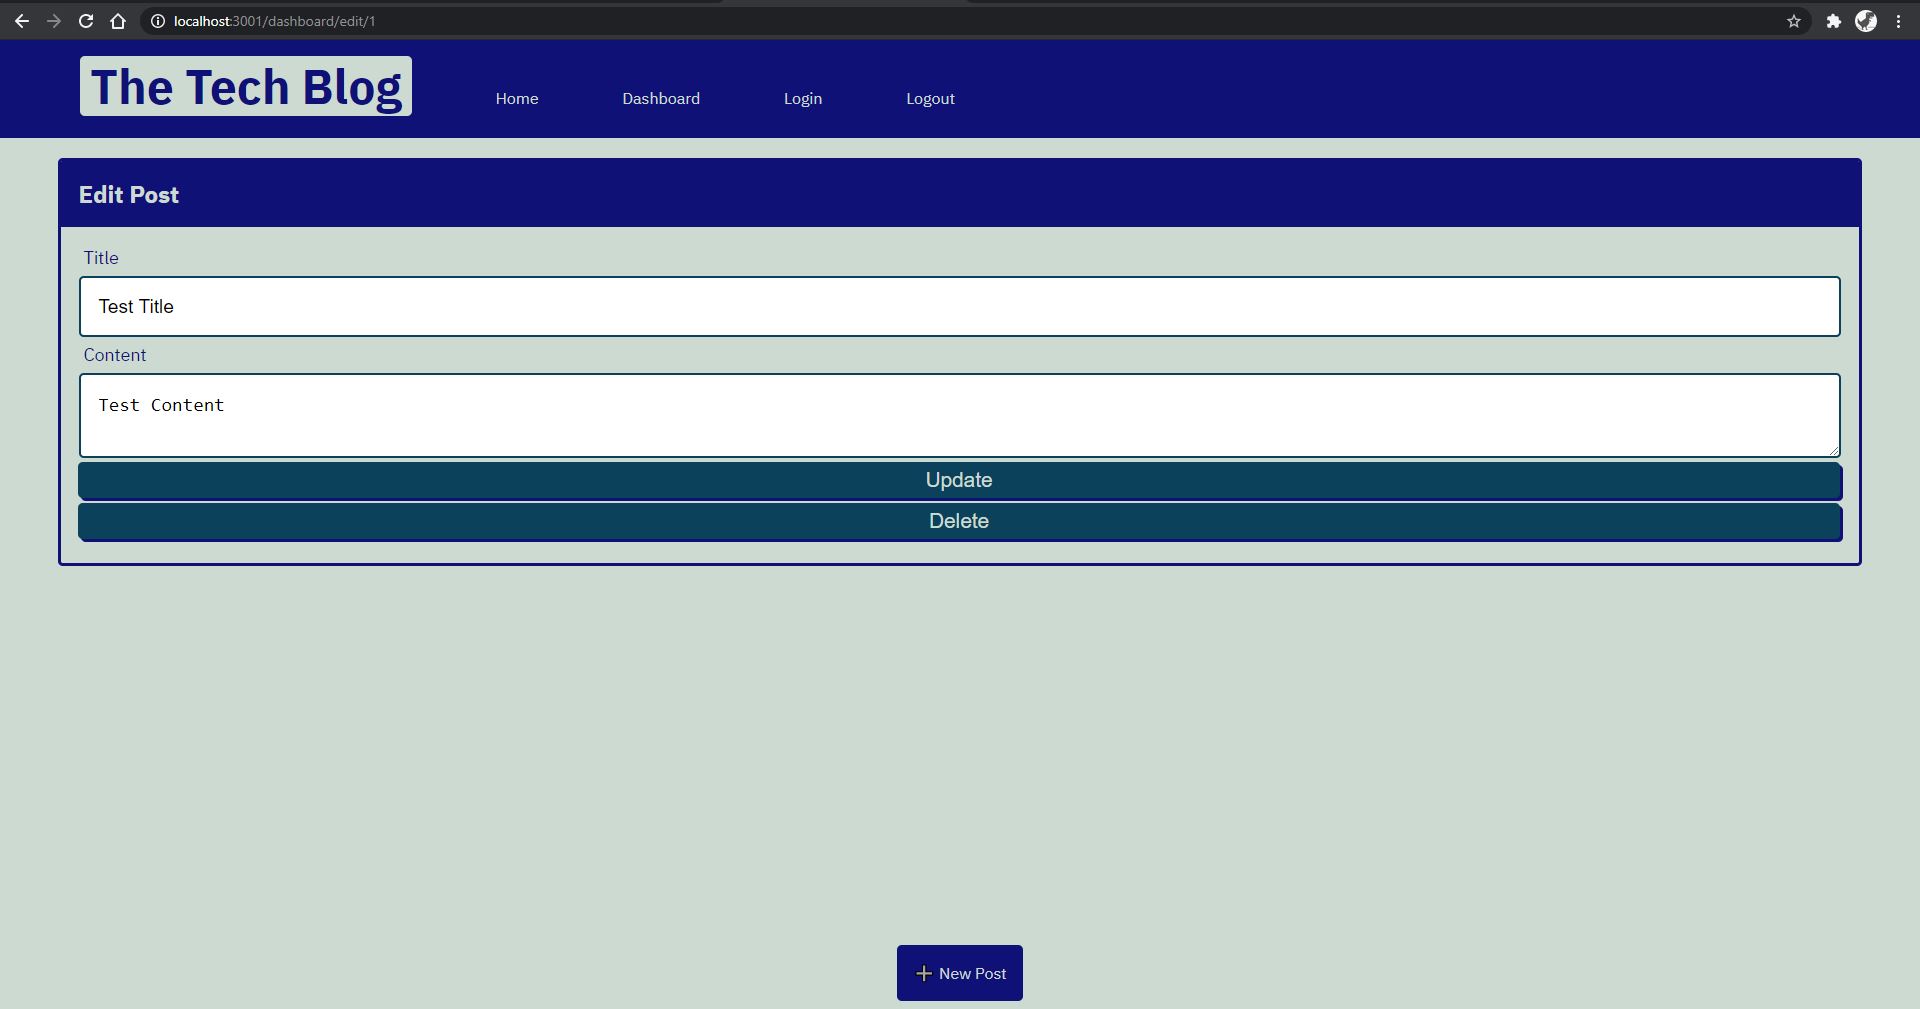 localhost:3001/dashboard/edit/1
The Tech Blog
Home Dashboard Login Logout
Edit Post
Title
Test Title
Content
Test Content
Update
Delete
New Post